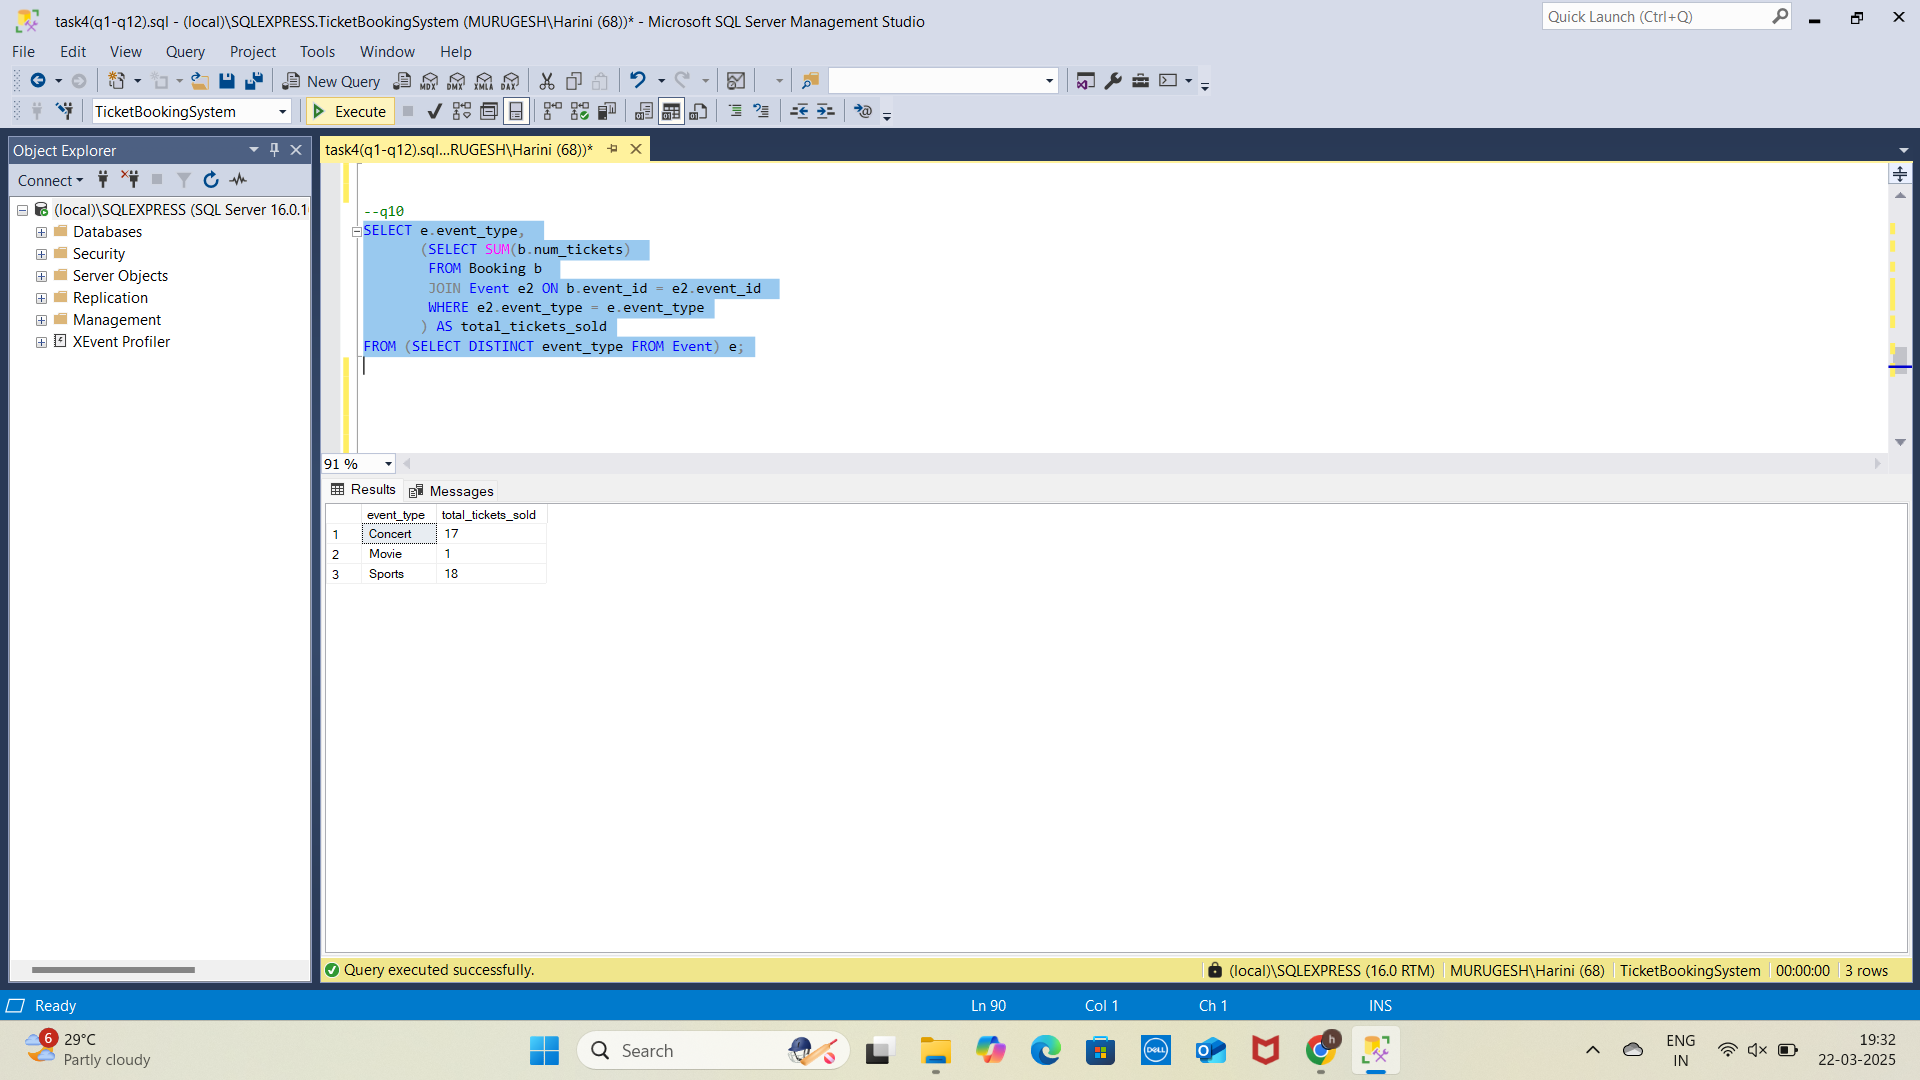 task4(q1-q12).sql - (local)\SQLEXPRESS.TicketBookingSystem (MURUGESH\Harini (68))* - Microsoft SQL Server Management Studio
Quick Launch (Ctrl+Q)
File Edit View Query Project Tools Window Help
New Query
MDX DMX XMLA DAX
TicketBookingSystem
Execute
Object Explorer
Connect
(local)\SQLEXPRESS (SQL Server 16.0.1
Databases
Security
Server Objects
Replication
Management
XEvent Profiler
task4(q1-q12).sql...RUGESH\Harini (68))*
--q10
SELECT e.event_type,
(SELECT SUM(b.num_tickets)
FROM Booking b
JOIN Event e2 ON b.event_id = e2.event_id
WHERE e2.event_type = e.event_type
) AS total_tickets_sold
FROM (SELECT DISTINCT event_type FROM Event) e;
91 %
Results Messages
event_type total_tickets_sold
1 Concert 17
2 Movie 1
3 Sports 18
Query executed successfully.
(local)\SQLEXPRESS (16.0 RTM) MURUGESH\Harini (68) TicketBookingSystem 00:00:00 3 rows
Ready
Ln 90 Col 1 Ch 1 INS
6
29°C
Partly cloudy
Search
DELL
h
ENG
IN
19:32
22-03-2025